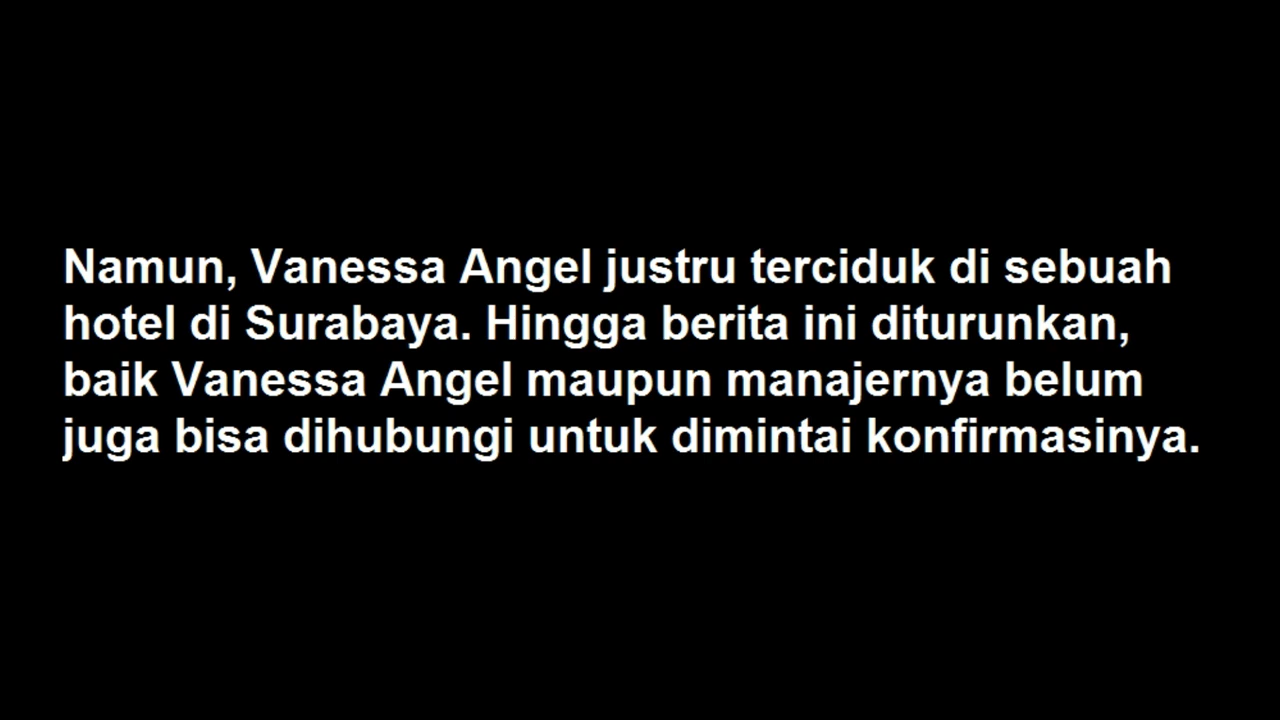 Namun, Vanessa Angel justru terciduk di sebuah
hotel di Surabaya. Hingga berita ini diturunkan,
baik Vanessa Angel maupun manajernya belum
juga bisa dihubungi untuk dimintai konfirmasinya.